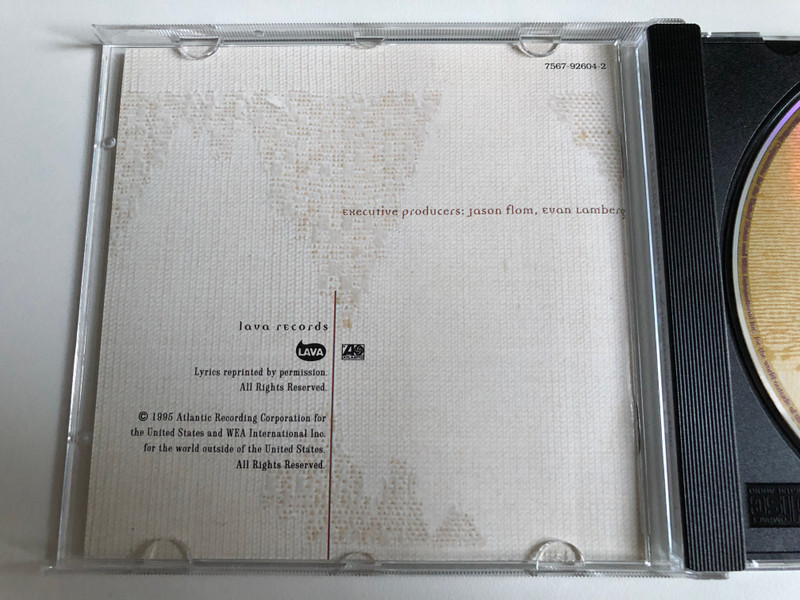 7567-92604-2
Executive producers: Jason Flom, Evan Lamberg
lava records
LAVA
ATLANTIC
Lyrics reprinted by permission.
All Rights Reserved.
© 1995 Atlantic Recording Corporation for
the United States and WEA International Inc.
for the world outside of the United States.
All Rights Reserved.